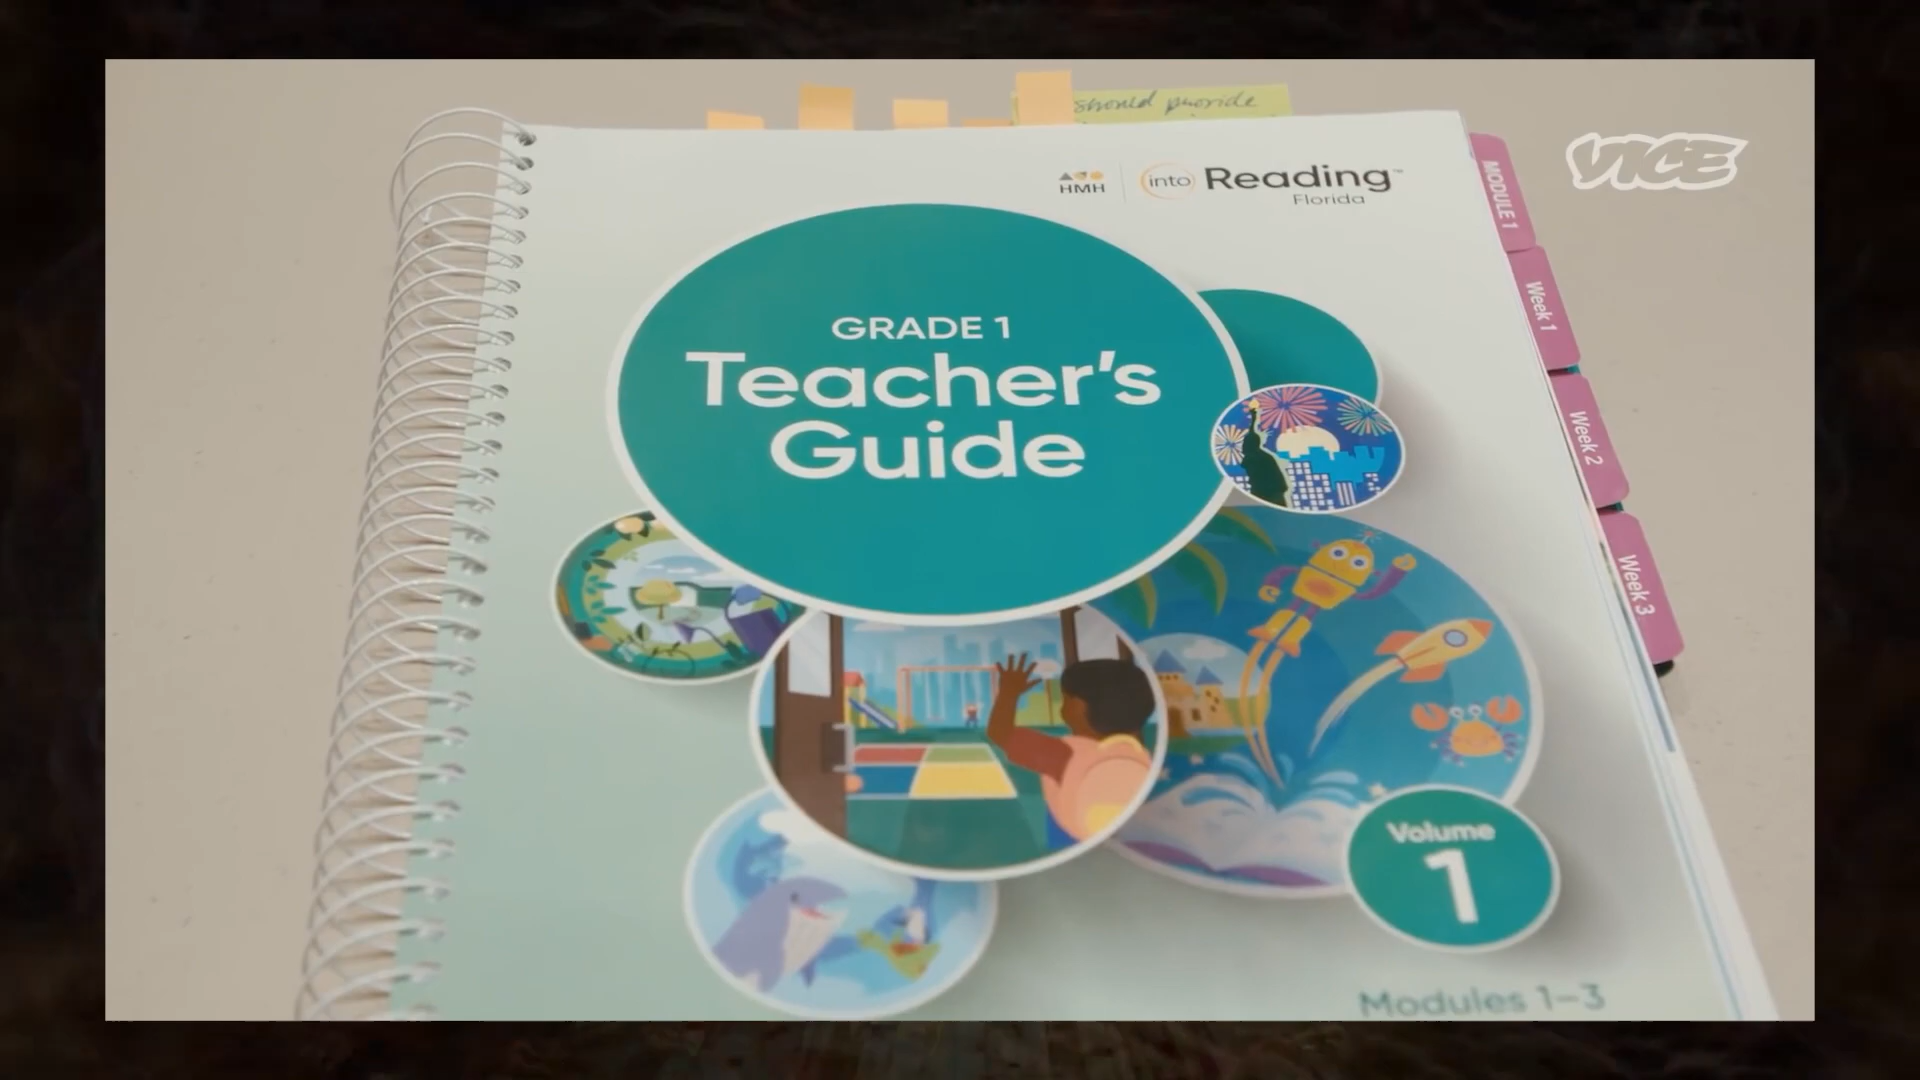 should provide
VICE
HMH
into Reading™
Florida
MODULE 1
Week 1
Week 2
Week 3
GRADE 1
Teacher's
Guide
Volume
1
Modules 1–3